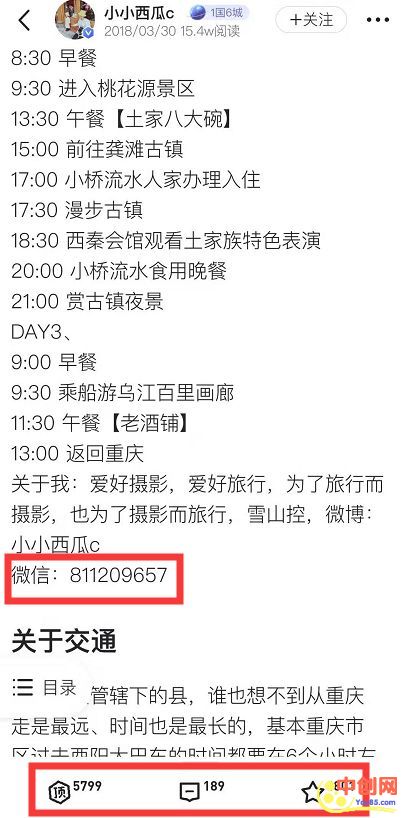 小小西瓜c 1国6城
+关注
2018/03/30 15.4w阅读
8:30 早餐
9:30 进入桃花源景区
13:30 午餐【土家八大碗】
15:00 前往龚滩古镇
17:00 小桥流水人家办理入住
17:30 漫步古镇
18:30 西秦会馆观看土家族特色表演
20:00 小桥流水食用晚餐
21:00 赏古镇夜景
DAY3、
9:00 早餐
9:30 乘船游乌江百里画廊
11:30 午餐【老酒铺】
13:00 返回重庆
关于我：爱好摄影，爱好旅行，为了旅行而
摄影，也为了摄影而旅行，雪山控，微博：
小小西瓜c
微信：811209657
关于交通
目录
管辖下的县，谁也想不到从重庆
走是最远、时间也是最长的，基本重庆市
区过去酉阳大巴车的时间都要在6个小时左
顶 5799 189
中创网